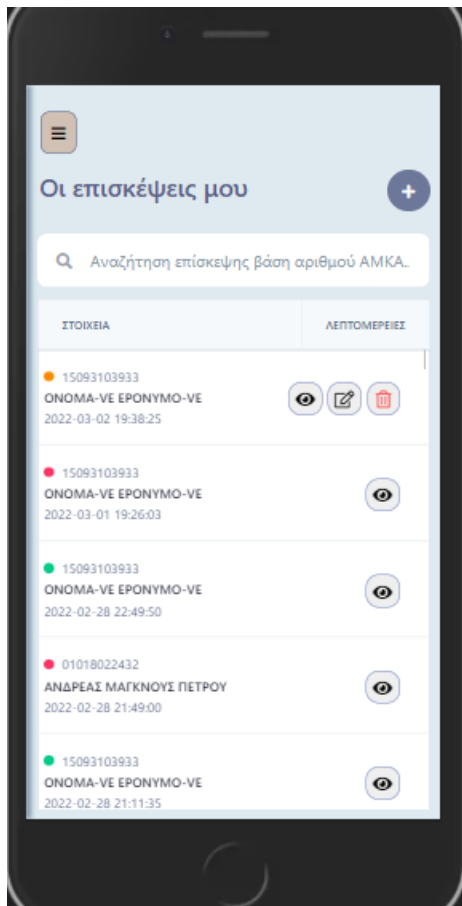 Οι επισκέψεις μου
+
Αναζήτηση επίσκεψης βάση αριθμού ΑΜΚΑ..
ΣΤΟΙΧΕΙΑ ΛΕΠΤΟΜΕΡΕΙΕΣ
15093103933
ONOMA-VE EPONYMO-VE
2022-03-02 19:38:25
15093103933
ONOMA-VE EPONYMO-VE
2022-03-01 19:26:03
15093103933
ONOMA-VE EPONYMO-VE
2022-02-28 22:49:50
01018022432
ΑΝΔΡΕΑΣ ΜΑΓΚΝΟΥΣ ΠΕΤΡΟΥ
2022-02-28 21:49:00
15093103933
ONOMA-VE EPONYMO-VE
2022-02-28 21:11:35